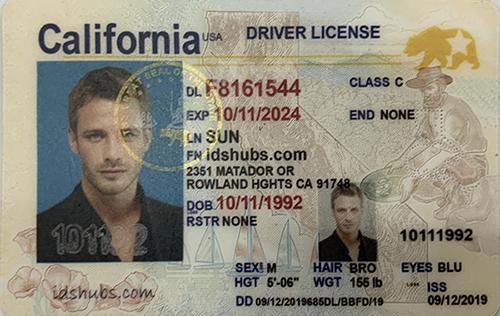 California USA DRIVER LICENSE
DL F8161544 CLASS C
EXP 10/11/2024 END NONE
LN SUN
FN idshubs.com
2351 MATADOR OR
ROWLAND HGHTS CA 91748
DOB 10/11/1992
RSTR NONE
10111992
SEX M HAIR BRO EYES BLU
HGT 5'-06" WGT 155 lb ISS
DD 09/12/2019685DL/BBFD/19 09/12/2019
idshubs.com